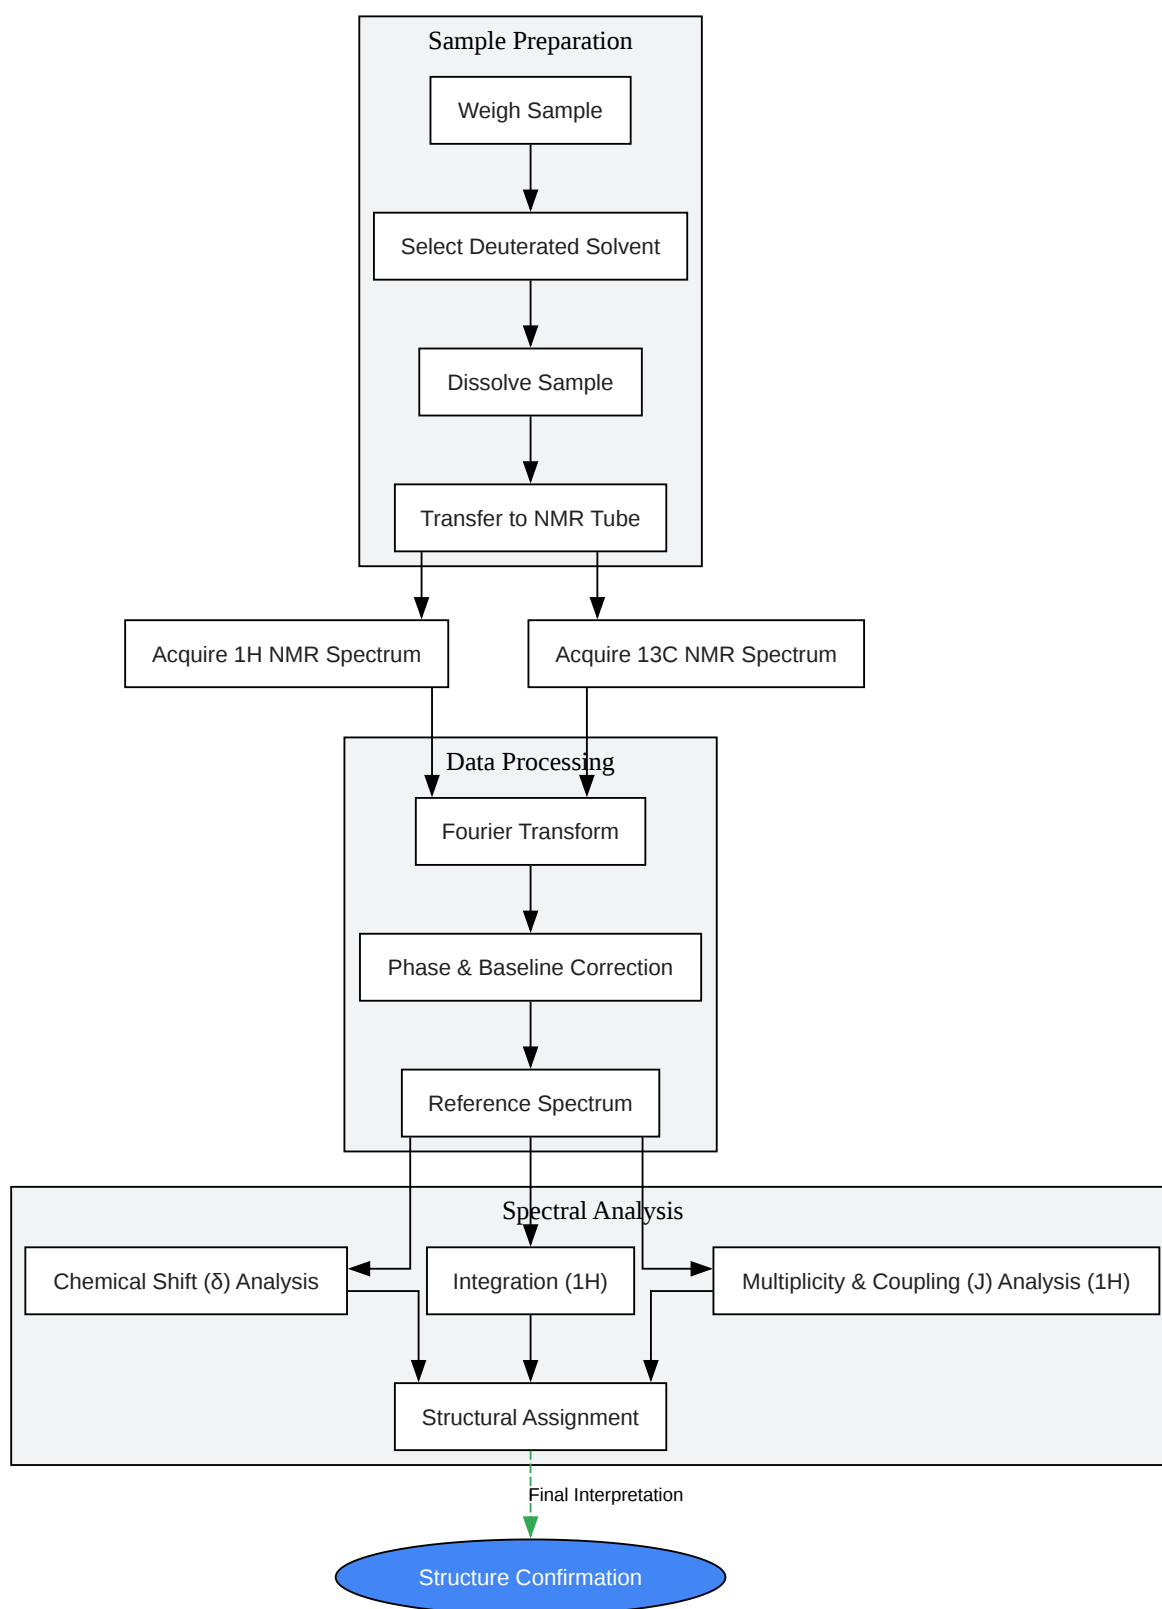 Sample Preparation
Weigh Sample
Select Deuterated Solvent
Dissolve Sample
Transfer to NMR Tube
Acquire 1H NMR Spectrum
Acquire 13C NMR Spectrum
Data Processing
Fourier Transform
Phase & Baseline Correction
Reference Spectrum
Spectral Analysis
Chemical Shift (δ) Analysis
Integration (1H)
Multiplicity & Coupling (J) Analysis (1H)
Structural Assignment
Final Interpretation
Structure Confirmation